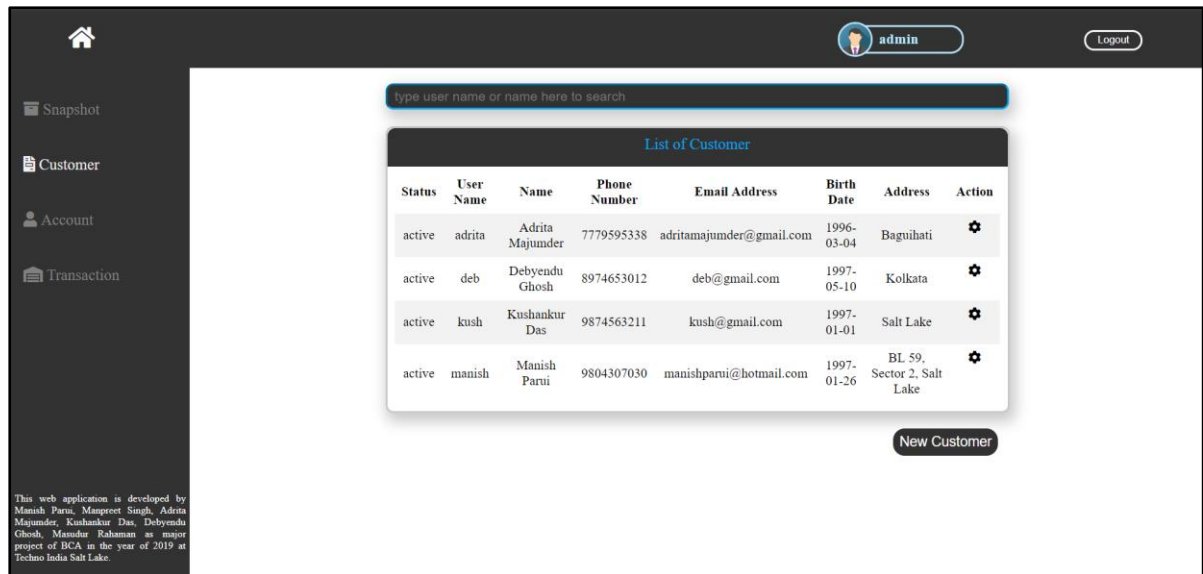 admin
Logout
Snapshot
Customer
Account
Transaction
type user name or name here to search
List of Customer
Status User Name Name Phone Number Email Address Birth Date Address Action
active adrita Adrita Majumder 7779595338 adritamajumder@gmail.com 1996-03-04 Baguihati
active deb Debyendu Ghosh 8974653012 deb@gmail.com 1997-05-10 Kolkata
active kush Kushankur Das 9874563211 kush@gmail.com 1997-01-01 Salt Lake
active manish Manish Parui 9804307030 manishparui@hotmail.com 1997-01-26 BL 59, Sector 2, Salt Lake
New Customer
This web application is developed by
Manish Parui, Manpreet Singh, Adrita
Majumder, Kushankur Das, Debyendu
Ghosh, Masudur Rahaman as major
project of BCA in the year of 2019 at
Techno India Salt Lake.